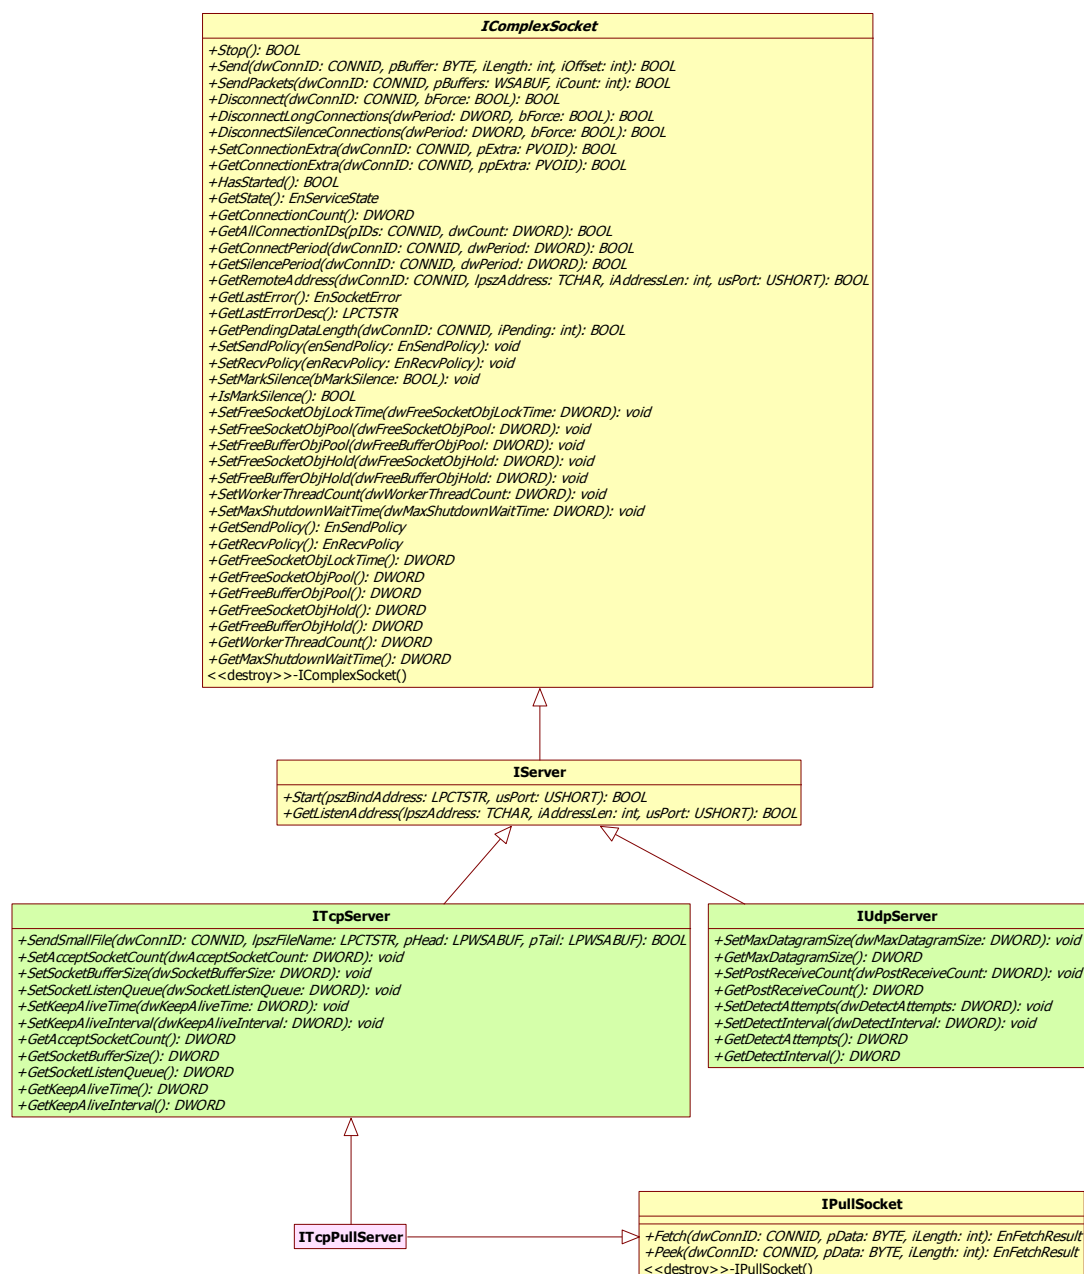 IComplexSocket
+Stop(): BOOL
+Send(dwConnID: CONNID, pBuffer: BYTE, iLength: int, iOffset: int): BOOL
+SendPackets(dwConnID: CONNID, pBuffers: WSABUF, iCount: int): BOOL
+Disconnect(dwConnID: CONNID, bForce: BOOL): BOOL
+DisconnectLongConnections(dwPeriod: DWORD, bForce: BOOL): BOOL
+DisconnectSilenceConnections(dwPeriod: DWORD, bForce: BOOL): BOOL
+SetConnectionExtra(dwConnID: CONNID, pExtra: PVOID): BOOL
+GetConnectionExtra(dwConnID: CONNID, ppExtra: PVOID): BOOL
+HasStarted(): BOOL
+GetState(): EnServiceState
+GetConnectionCount(): DWORD
+GetAllConnectionIDs(pIDs: CONNID, dwCount: DWORD): BOOL
+GetConnectPeriod(dwConnID: CONNID, dwPeriod: DWORD): BOOL
+GetSilencePeriod(dwConnID: CONNID, dwPeriod: DWORD): BOOL
+GetRemoteAddress(dwConnID: CONNID, lpszAddress: TCHAR, iAddressLen: int, usPort: USHORT): BOOL
+GetLastError(): EnSocketError
+GetLastErrorDesc(): LPCTSTR
+GetPendingDataLength(dwConnID: CONNID, iPending: int): BOOL
+SetSendPolicy(enSendPolicy: EnSendPolicy): void
+SetRecvPolicy(enRecvPolicy: EnRecvPolicy): void
+SetMarkSilence(bMarkSilence: BOOL): void
+IsMarkSilence(): BOOL
+SetFreeSocketObjLockTime(dwFreeSocketObjLockTime: DWORD): void
+SetFreeSocketObjPool(dwFreeSocketObjPool: DWORD): void
+SetFreeBufferObjPool(dwFreeBufferObjPool: DWORD): void
+SetFreeSocketObjHold(dwFreeSocketObjHold: DWORD): void
+SetFreeBufferObjHold(dwFreeBufferObjHold: DWORD): void
+SetWorkerThreadCount(dwWorkerThreadCount: DWORD): void
+SetMaxShutdownWaitTime(dwMaxShutdownWaitTime: DWORD): void
+GetSendPolicy(): EnSendPolicy
+GetRecvPolicy(): EnRecvPolicy
+GetFreeSocketObjLockTime(): DWORD
+GetFreeSocketObjPool(): DWORD
+GetFreeBufferObjPool(): DWORD
+GetFreeSocketObjHold(): DWORD
+GetFreeBufferObjHold(): DWORD
+GetWorkerThreadCount(): DWORD
+GetMaxShutdownWaitTime(): DWORD
<<destroy>>-IComplexSocket()
IServer
+Start(pszBindAddress: LPCTSTR, usPort: USHORT): BOOL
+GetListenAddress(lpszAddress: TCHAR, iAddressLen: int, usPort: USHORT): BOOL
ITcpServer
+SendSmallFile(dwConnID: CONNID, lpszFileName: LPCTSTR, pHead: LPWSABUF, pTail: LPWSABUF): BOOL
+SetAcceptSocketCount(dwAcceptSocketCount: DWORD): void
+SetSocketBufferSize(dwSocketBufferSize: DWORD): void
+SetSocketListenQueue(dwSocketListenQueue: DWORD): void
+SetKeepAliveTime(dwKeepAliveTime: DWORD): void
+SetKeepAliveInterval(dwKeepAliveInterval: DWORD): void
+GetAcceptSocketCount(): DWORD
+GetSocketBufferSize(): DWORD
+GetSocketListenQueue(): DWORD
+GetKeepAliveTime(): DWORD
+GetKeepAliveInterval(): DWORD
IUdpServer
+SetMaxDatagramSize(dwMaxDatagramSize: DWORD): void
+GetMaxDatagramSize(): DWORD
+SetPostReceiveCount(dwPostReceiveCount: DWORD): void
+GetPostReceiveCount(): DWORD
+SetDetectAttempts(dwDetectAttempts: DWORD): void
+SetDetectInterval(dwDetectInterval: DWORD): void
+GetDetectAttempts(): DWORD
+GetDetectInterval(): DWORD
ITcpPullServer
IPullSocket
+Fetch(dwConnID: CONNID, pData: BYTE, iLength: int): EnFetchResult
+Peek(dwConnID: CONNID, pData: BYTE, iLength: int): EnFetchResult
<<destroy>>-IPullSocket()